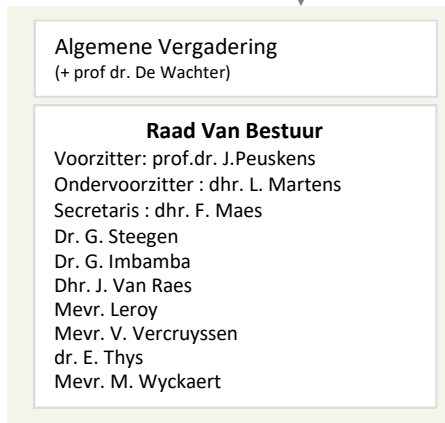 Algemene Vergadering
(+ prof dr. De Wachter)
Raad Van Bestuur
Voorzitter: prof.dr. J.Peuskens
Ondervoorzitter : dhr. L. Martens
Secretaris : dhr. F. Maes
Dr. G. Steegen
Dr. G. Imbamba
Dhr. J. Van Raes
Mevr. Leroy
Mevr. V. Vercruyssen
dr. E. Thys
Mevr. M. Wyckaert